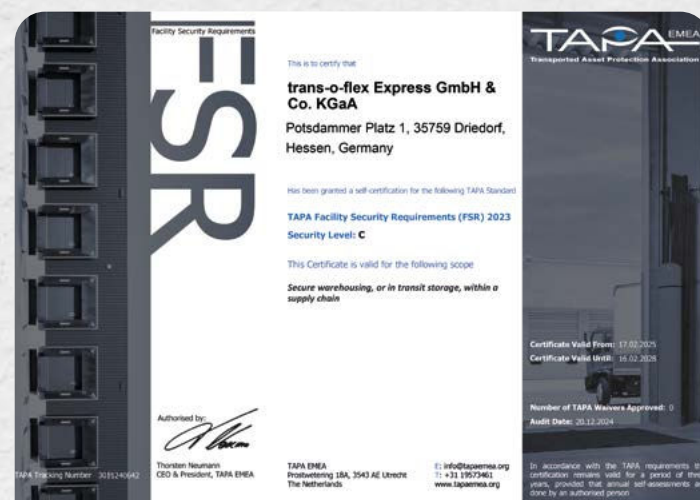 Facility Security Requirements
FSR
This is to certify that
trans-o-flex Express GmbH &
Co. KGaA
Potsdammer Platz 1, 35759 Driedorf,
Hessen, Germany
Has been granted a self-certification for the following TAPA Standard
TAPA Facility Security Requirements (FSR) 2023
Security Level: C
This Certificate is valid for the following scope
Secure warehousing, or in transit storage, within a
supply chain
Authorised by:
Thorsten Neumann
CEO & President, TAPA EMEA
TAPA EMEA
Prostwetering 18A, 3543 AE Utrecht
The Netherlands
E: info@tapaemea.org
T: +31 19573461
www.tapaemea.org
TAPA EMEA
Transported Asset Protection Association
Certificate Valid From: 17.02.2025
Certificate Valid Until: 16.02.2028
Number of TAPA Waivers Approved: 0
Audit Date: 20.12.2024
In accordance with the TAPA requirements
certification remains valid for a period of three
years, provided that annual self-assessments
done by an authorised person
TAPA Tracking Number 3031240642